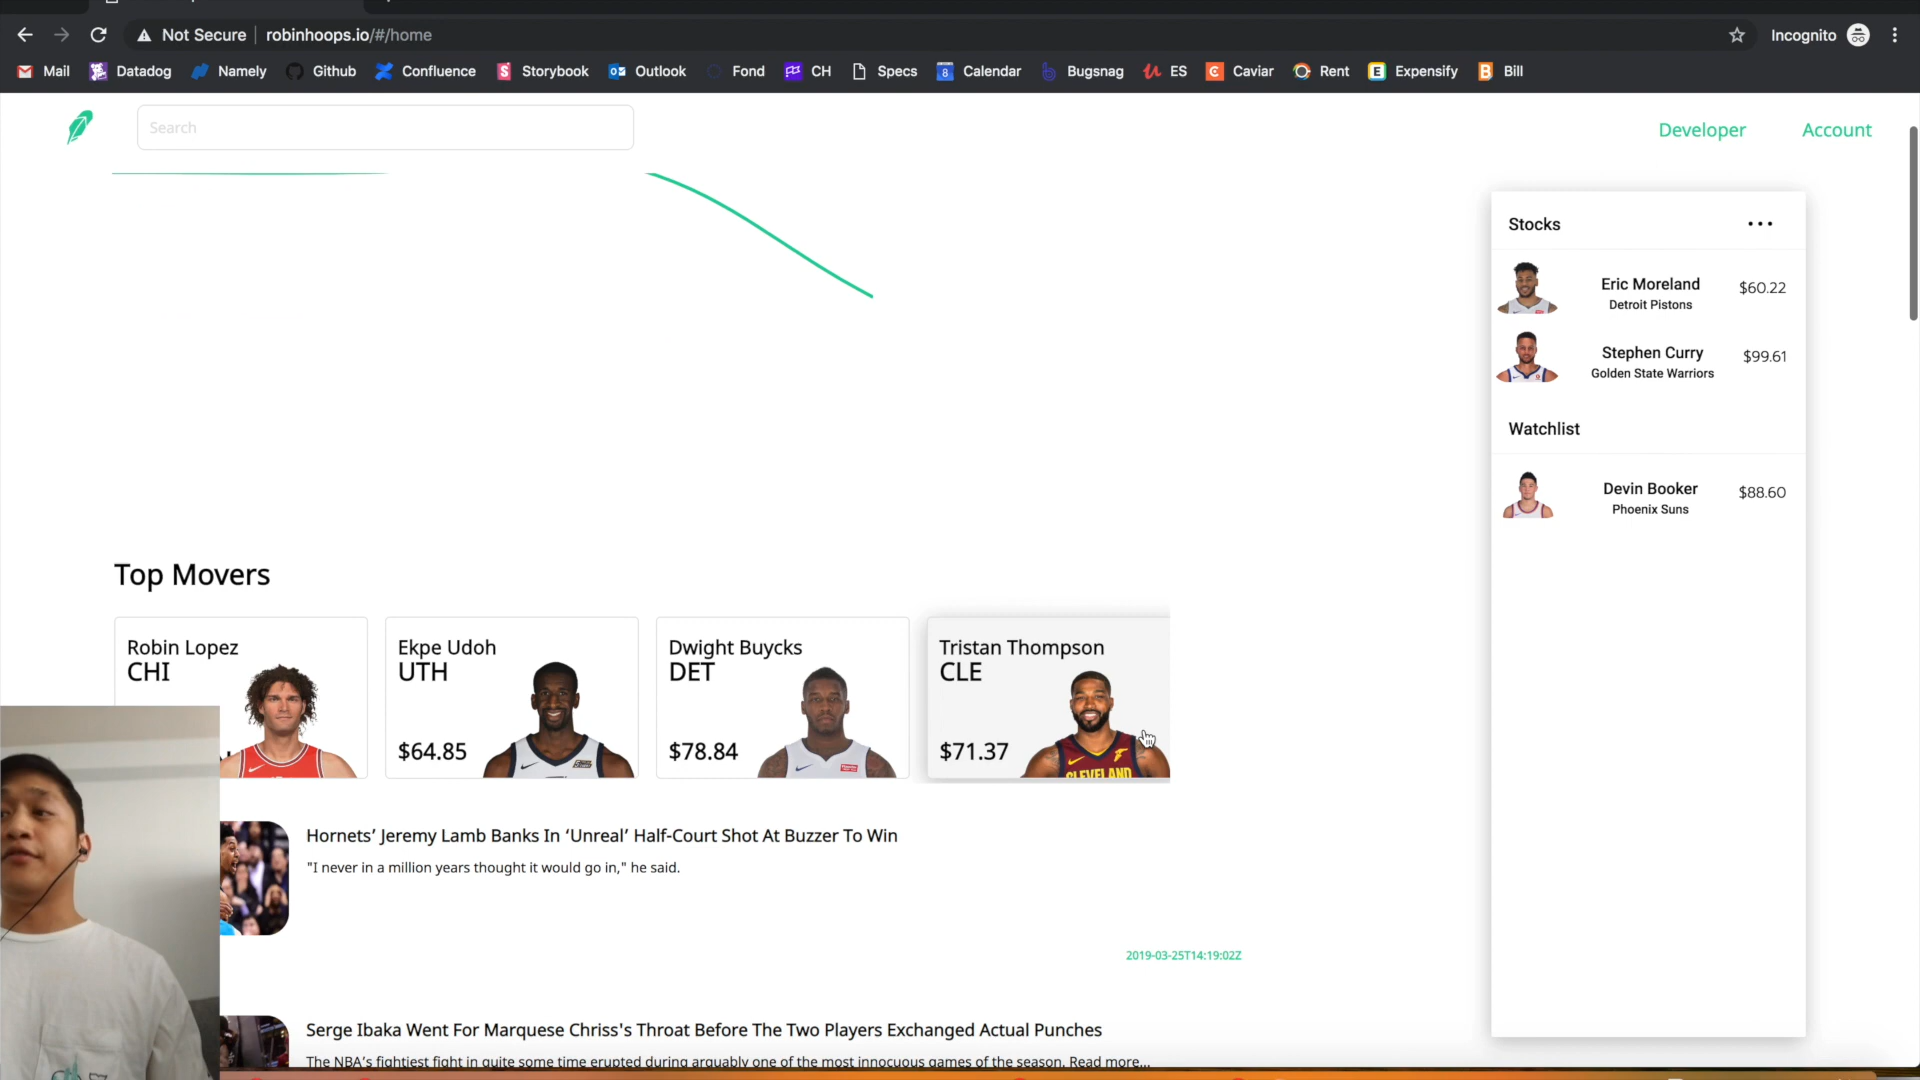 Not Secure robinhoops.io/#/home Incognito
Mail Datadog Namely Github Confluence Storybook Outlook Fond CH Specs Calendar Bugsnag ES Caviar Rent Expensify Bill
Search
Developer Account
Stocks
Eric Moreland $60.22
Detroit Pistons
Stephen Curry $99.61
Golden State Warriors
Watchlist
Devin Booker $88.60
Phoenix Suns
Top Movers
Robin Lopez
CHI
Ekpe Udoh
UTH
$64.85
Dwight Buycks
DET
$78.84
Tristan Thompson
CLE
$71.37
CLEVELAND
Hornets’ Jeremy Lamb Banks In ‘Unreal’ Half-Court Shot At Buzzer To Win
"I never in a million years thought it would go in," he said.
2019-03-25T14:19:02Z
Serge Ibaka Went For Marquese Chriss's Throat Before The Two Players Exchanged Actual Punches
The NBA’s fightiest fight in quite some time erupted during arguably one of the most innocuous games of the season. Read more...